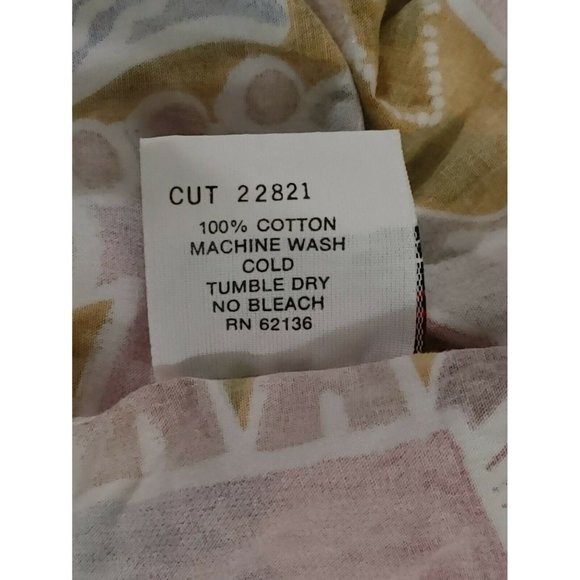 CUT 22821
100% COTTON
MACHINE WASH
COLD
TUMBLE DRY
NO BLEACH
RN 62136